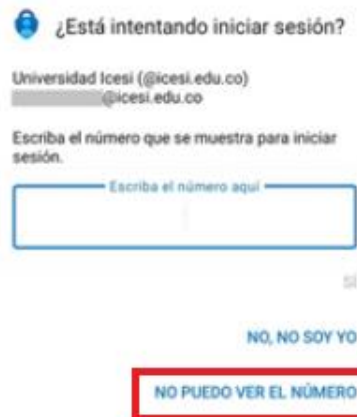 ¿Está intentando iniciar sesión?
Universidad Icesi (@icesi.edu.co)
@icesi.edu.co
Escriba el número que se muestra para iniciar
sesión.
Escriba el número aquí
NO, NO SOY YO
NO PUEDO VER EL NÚMERO